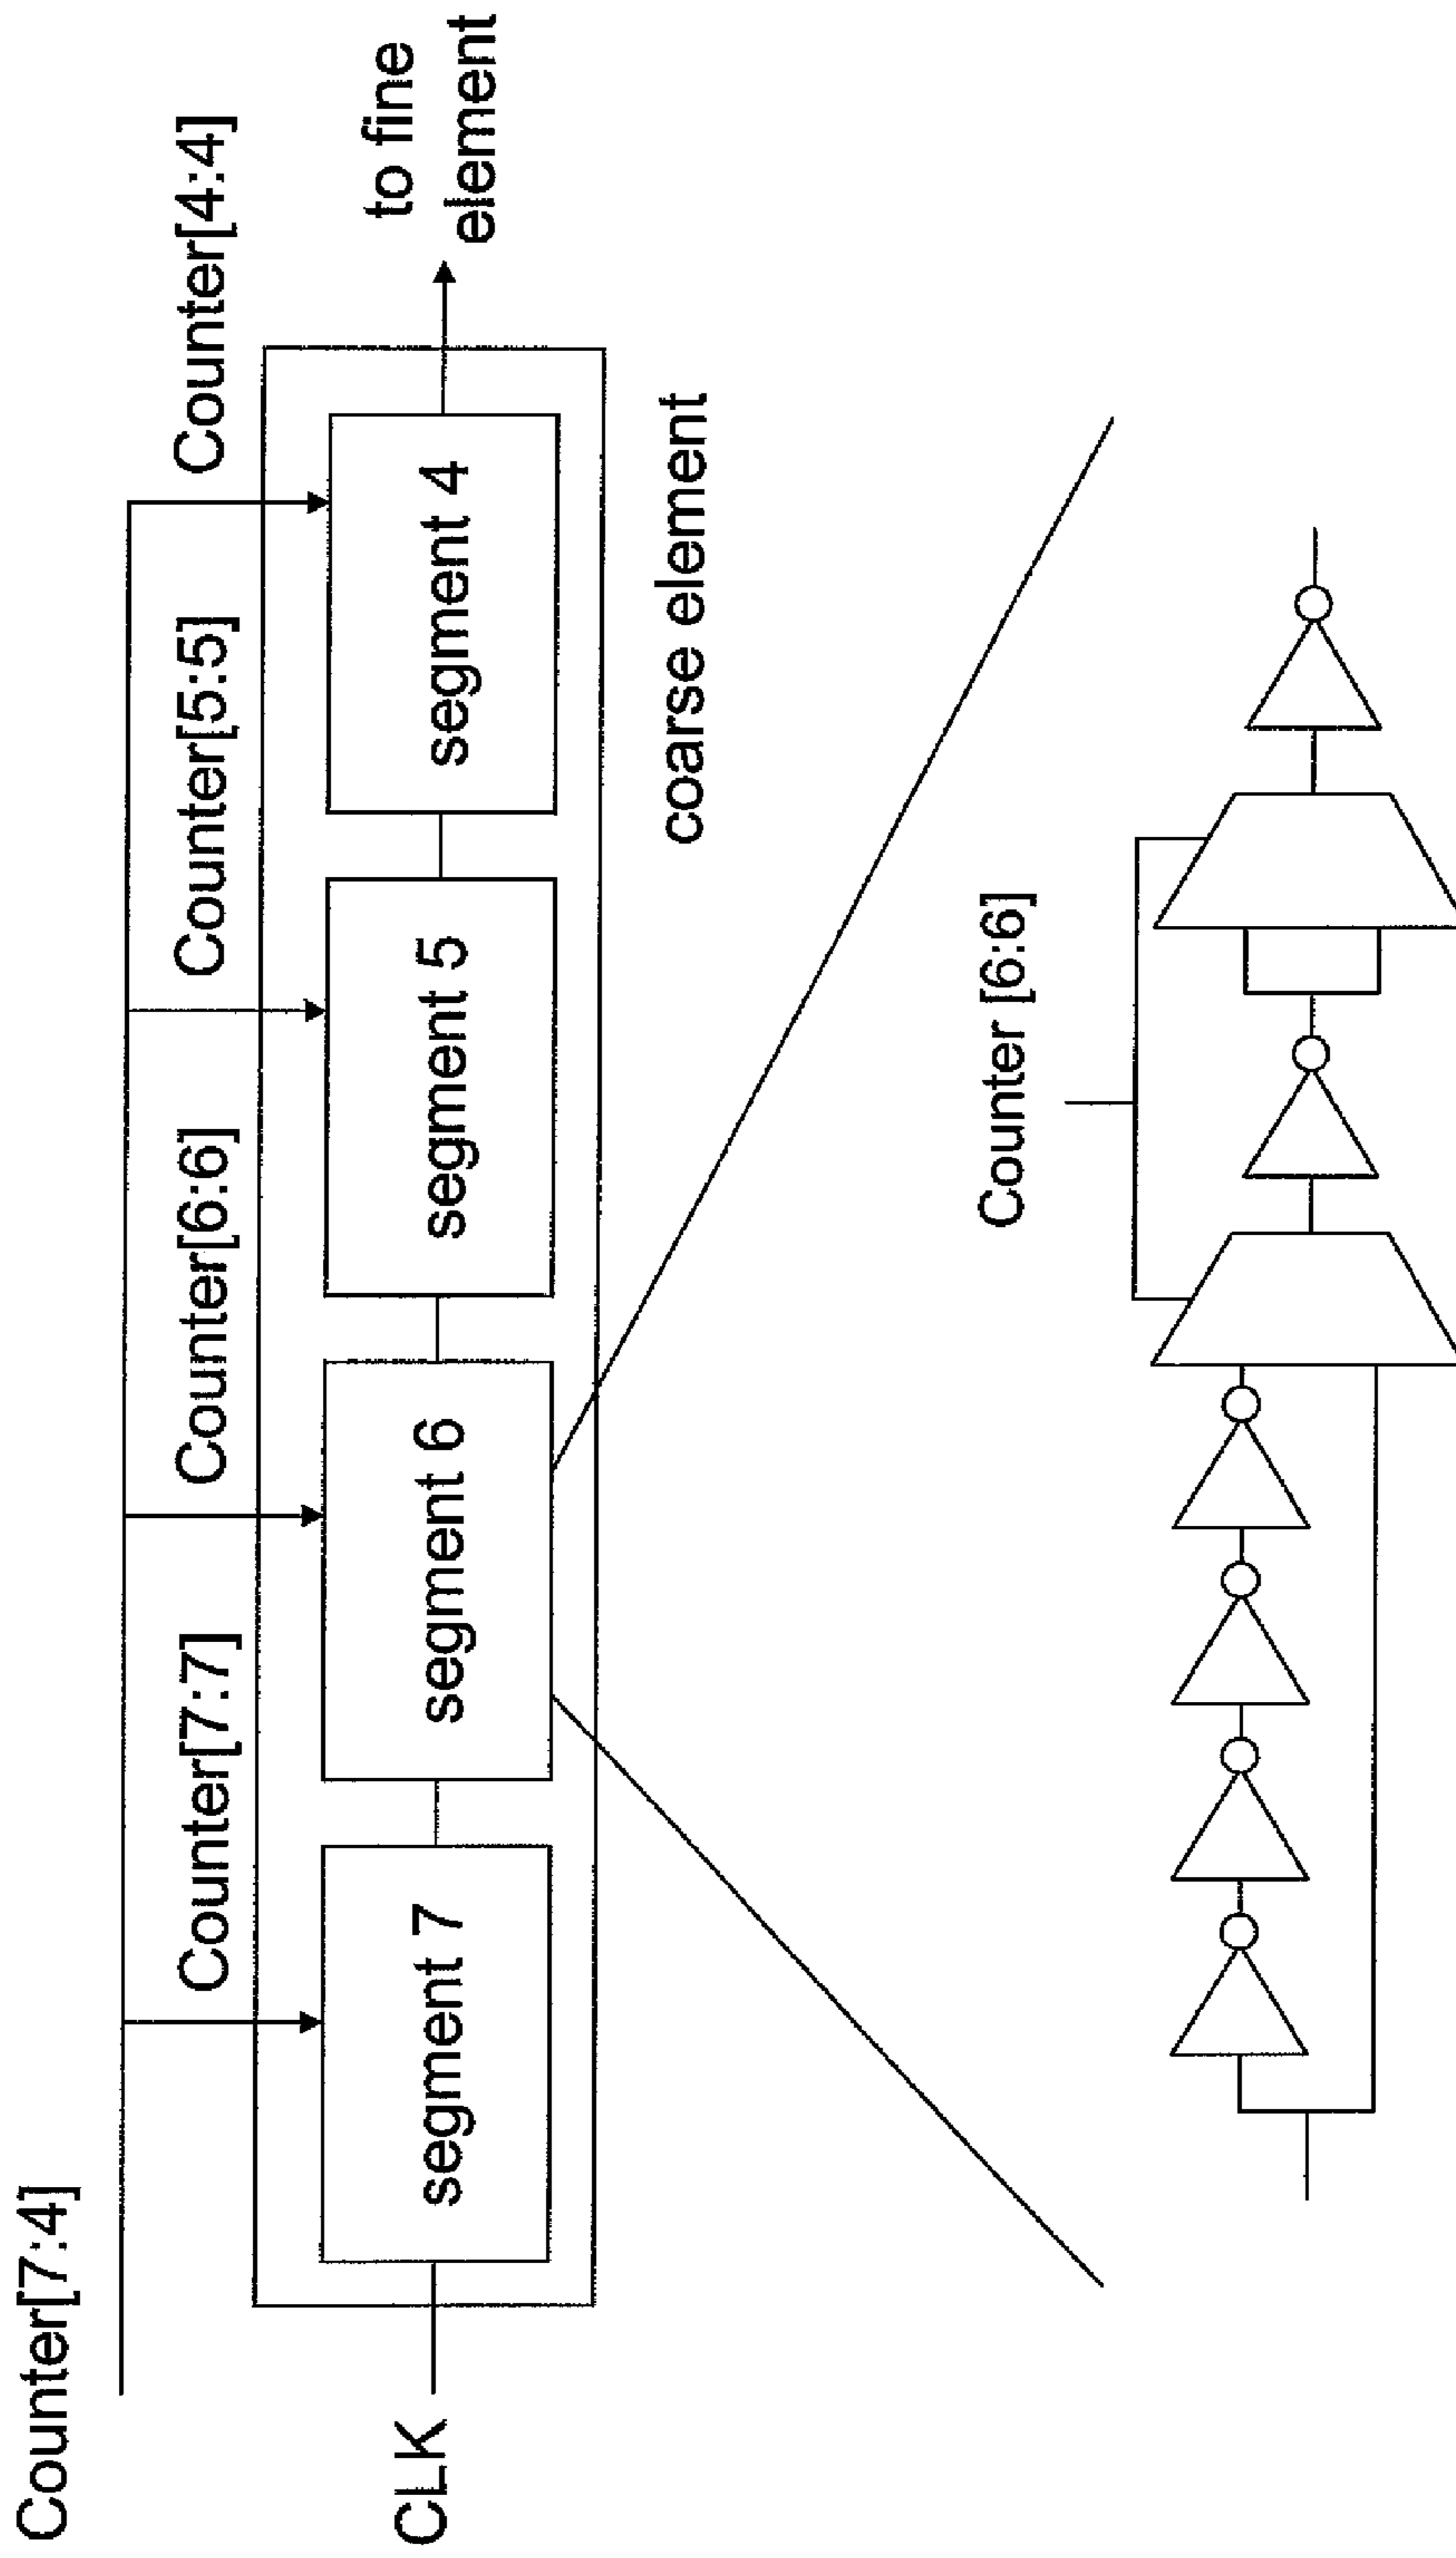 Counter[7:4]
Counter[7:7]
Counter[6:6]
Counter[5:5]
Counter[4:4]
CLK
segment 7
segment 6
segment 5
segment 4
to fine
element
coarse element
Counter [6:6]